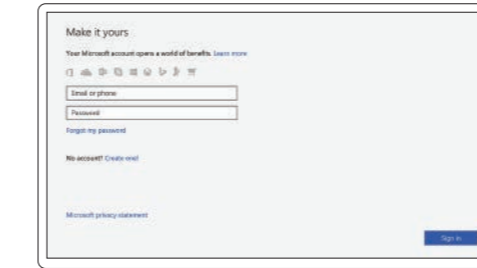 Make it yours
Your Microsoft account opens a world of benefits. Learn more
Email or phone
Password
Forgot my password
No account? Create one!
Microsoft privacy statement
Sign in